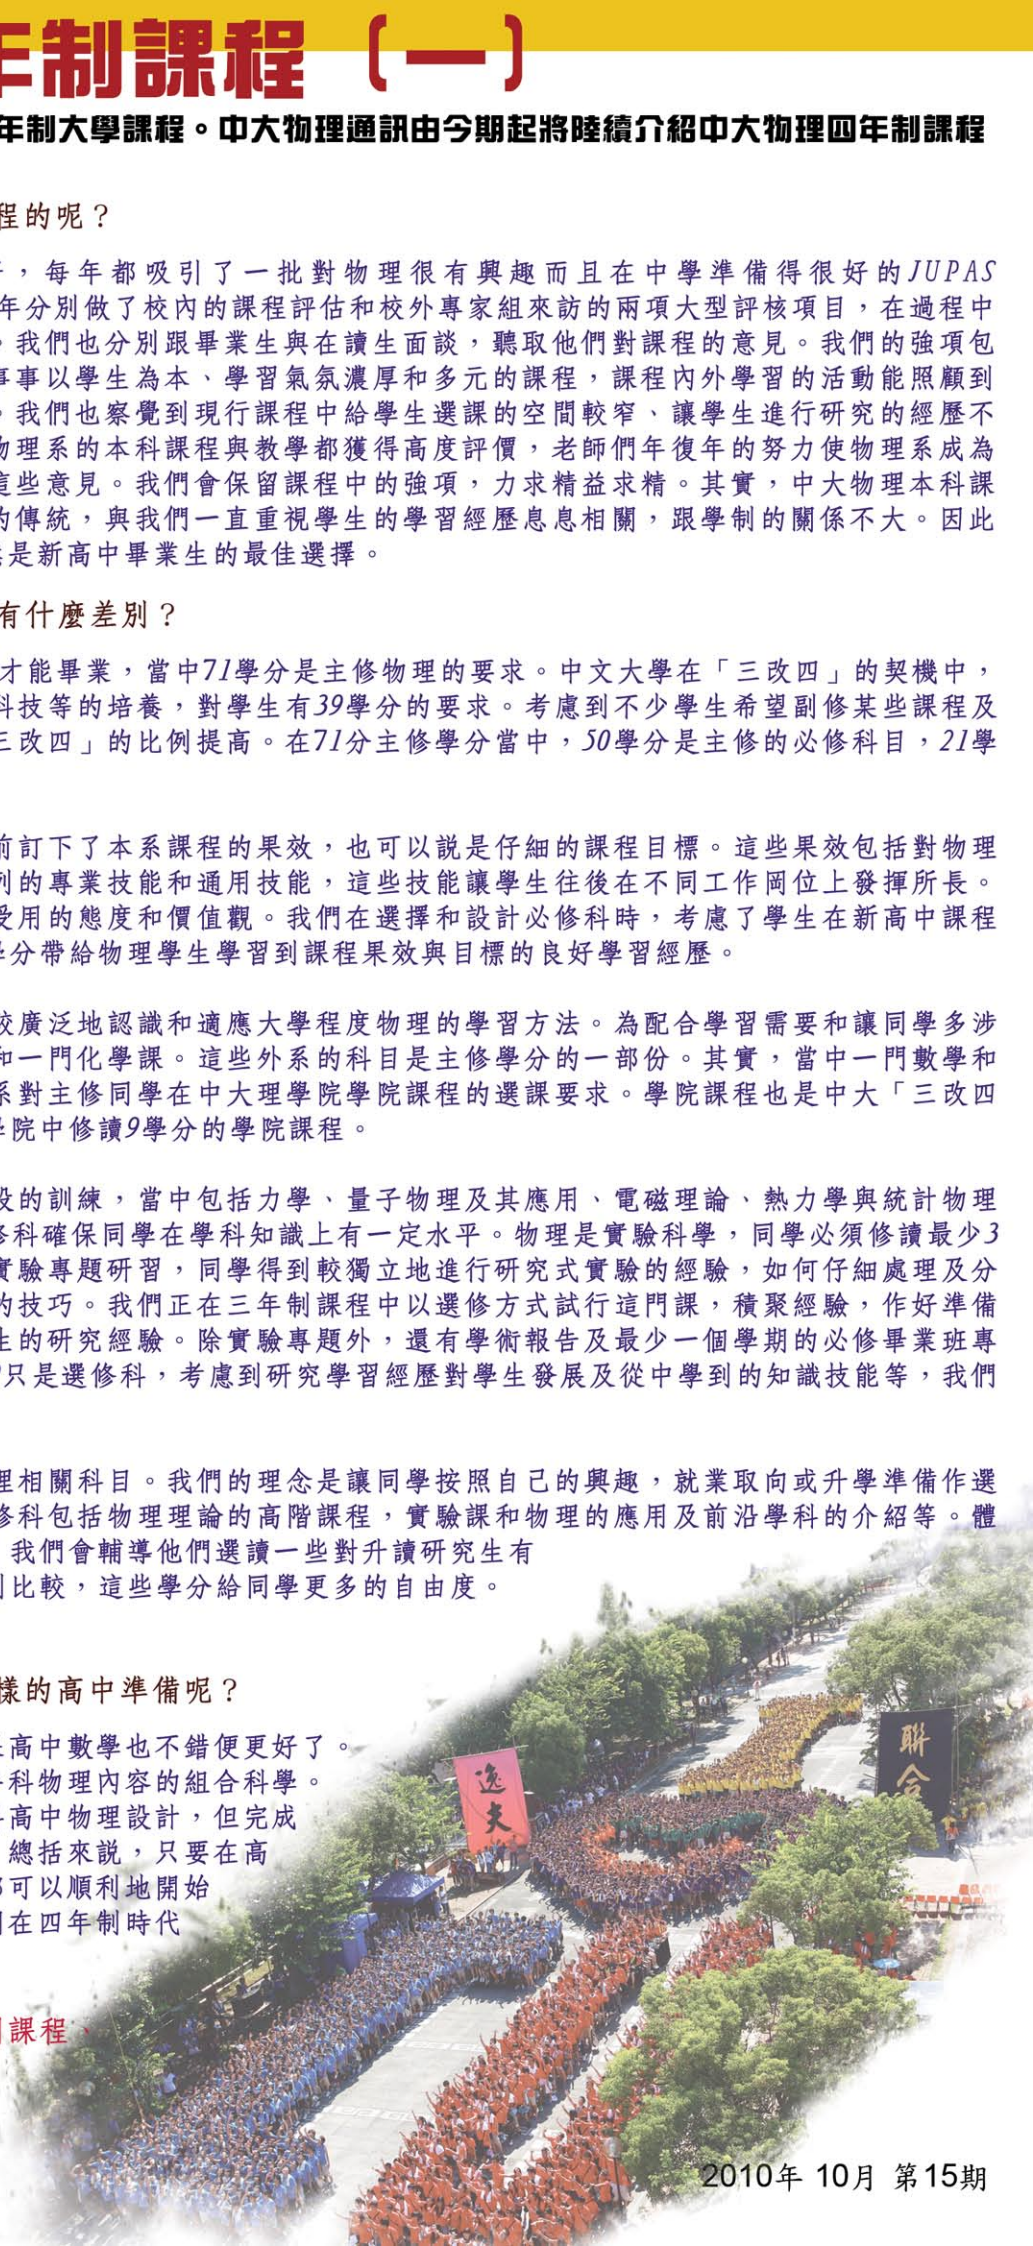 制課程（一）
年制大學課程。中大物理通訊由今期起將陸續介紹中大物理四年制課程
程的呢？
，每年都吸引了一批對物理很有興趣而且在中學準備得很好的JUPAS
年分別做了校內的課程評估和校外專家組來訪的兩項大型評核項目，在過程中
。我們也分別跟畢業生與在讀生面談，聽取他們對課程的意見。我們的強項包
事事以學生為本、學習氣氛濃厚和多元的課程，課程內外學習的活動能照顧到
。我們也察覺到現行課程中給學生選課的空間較窄、讓學生進行研究的經歷不
物理系的本科課程與教學都獲得高度評價，老師們年復年的努力使物理系成為
這些意見。我們會保留課程中的強項，力求精益求精。其實，中大物理本科課
的傳統，與我們一直重視學生的學習經歷息息相關，跟學制的關係不大。因此
是新高中畢業生的最佳選擇。
有什麼差別？
才能畢業，當中71學分是主修物理的要求。中文大學在「三改四」的契機中，
科技等的培養，對學生有39學分的要求。考慮到不少學生希望副修某些課程及
三改四」的比例提高。在71分主修學分當中，50學分是主修的必修科目，21學
前訂下了本系課程的果效，也可以說是仔細的課程目標。這些果效包括對物理
列的專業技能和通用技能，這些技能讓學生往後在不同工作崗位上發揮所長。
受用的態度和價值觀。我們在選擇和設計必修科時，考慮了學生在新高中課程
學分帶給物理學生學習到課程果效與目標的良好學習經歷。
較廣泛地認識和適應大學程度物理的學習方法。為配合學習需要和讓同學多涉
和一門化學課。這些外系的科目是主修學分的一部份。其實，當中一門數學和
系對主修同學在中大理學院學院課程的選課要求。學院課程也是中大「三改四
學院中修讀9學分的學院課程。
般的訓練，當中包括力學、量子物理及其應用、電磁理論、熱力學與統計物理
修科確保同學在學科知識上有一定水平。物理是實驗科學，同學必須修讀最少3
實驗專題研習，同學得到較獨立地進行研究式實驗的經驗，如何仔細處理及分
的技巧。我們正在三年制課程中以選修方式試行這門課，積聚經驗，作好準備
生的研究經驗。除實驗專題外，還有學術報告及最少一個學期的必修畢業班專
只是選修科，考慮到研究學習經歷對學生發展及從中學到的知識技能等，我們
理相關科目。我們的理念是讓同學按照自己的興趣，就業取向或升學準備作選
修科包括物理理論的高階課程，實驗課和物理的應用及前沿學科的介紹等。體
我們會輔導他們選讀一些對升讀研究生有
比較，這些學分給同學更多的自由度。
樣的高中準備呢？
高中數學也不錯便更好了。
科物理內容的組合科學。
高中物理設計，但完成
總括來說，只要在高
可以順利地開始
在四年制時代
課程、
逸夫
聯合
2010年 10月 第15期